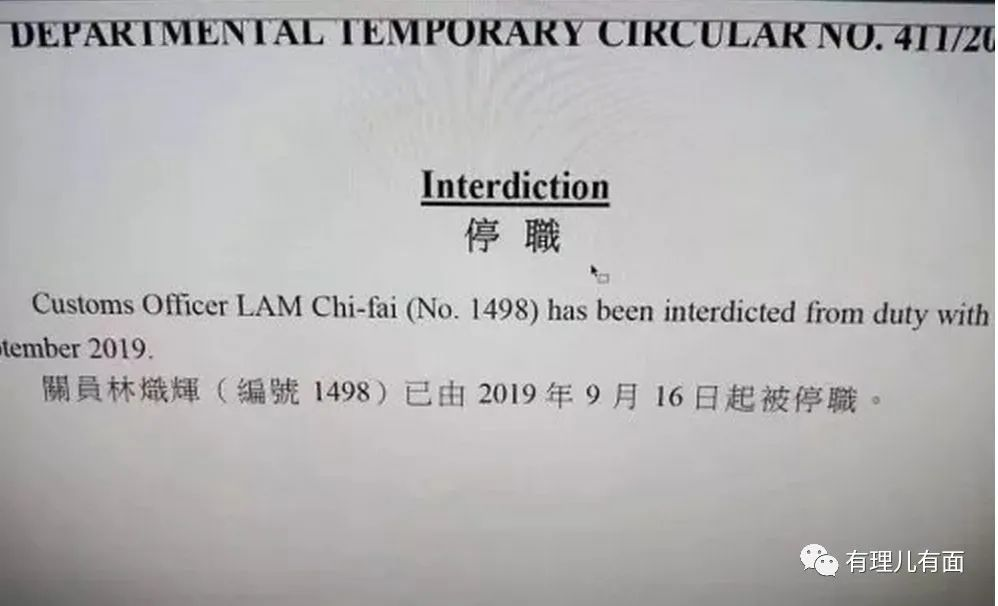 DEPARTMENTAL TEMPORARY CIRCULAR NO. 411/20
Interdiction
停 職
Customs Officer LAM Chi-fai (No. 1498) has been interdicted from duty with
tember 2019.
關員林熾輝（編號 1498）已由 2019 年 9 月 16 日起被停職。
有理儿有面